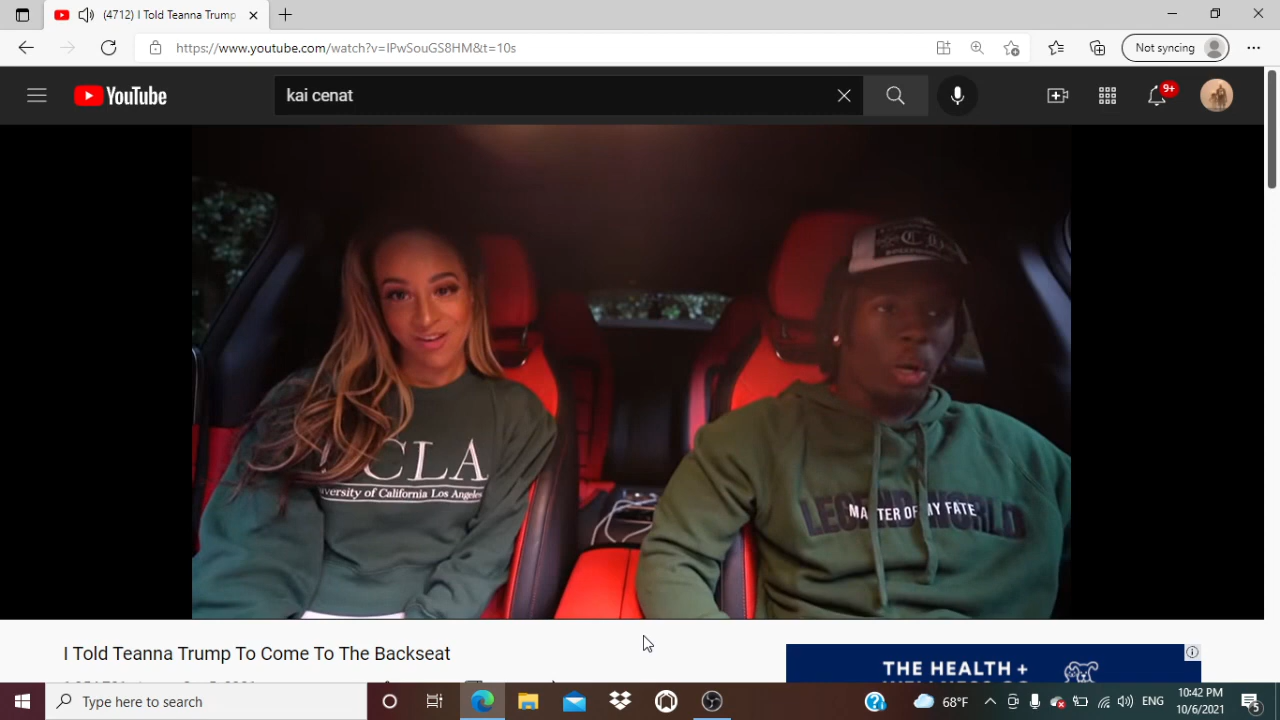 (4712) I Told Teanna Trump
https://www.youtube.com/watch?v=IPwSouGS8HM&t=10s
Not syncing
YouTube
kai cenat
9+
UCLA
University of California Los Angeles
MASTER OF MY FATE
I Told Teanna Trump To Come To The Backseat
THE HEALTH +
Type here to search
68°F
ENG
10:42 PM
10/6/2021
5